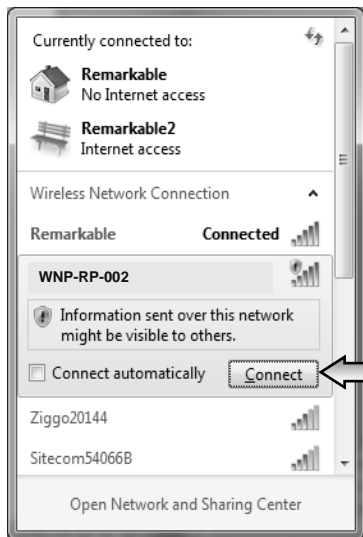 Currently connected to:
Remarkable
No Internet access
Remarkable2
Internet access
Wireless Network Connection
Remarkable Connected
WNP-RP-002
Information sent over this network
might be visible to others.
Connect automatically Connect
Ziggo20144
Sitecom54066B
Open Network and Sharing Center